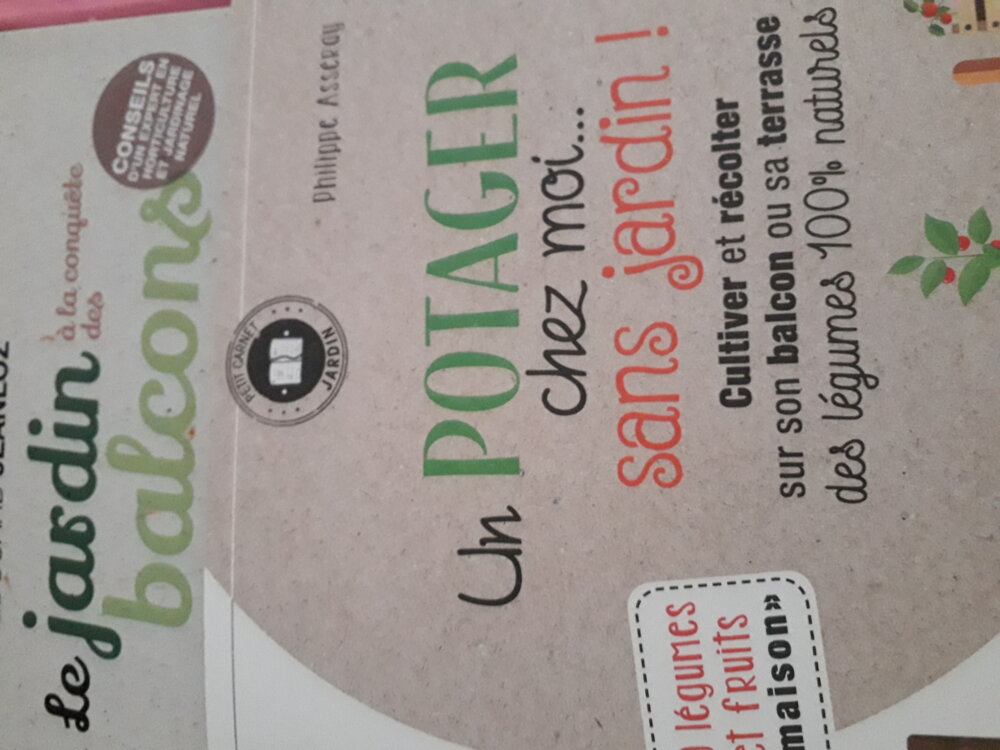 Le jardin à la conquête
des
balcons
CONSEILS
D'UN EXPERT EN
HORTICULTURE
ET JARDINAGE
NATUREL
PETIT CARNET
JARDIN
Philippe Asseray
Un POTAGER
chez moi...
sans jardin !
Cultiver et récolter
sur son balcon ou sa terrasse
des légumes 100% naturels
légumes
et fruits
maison»